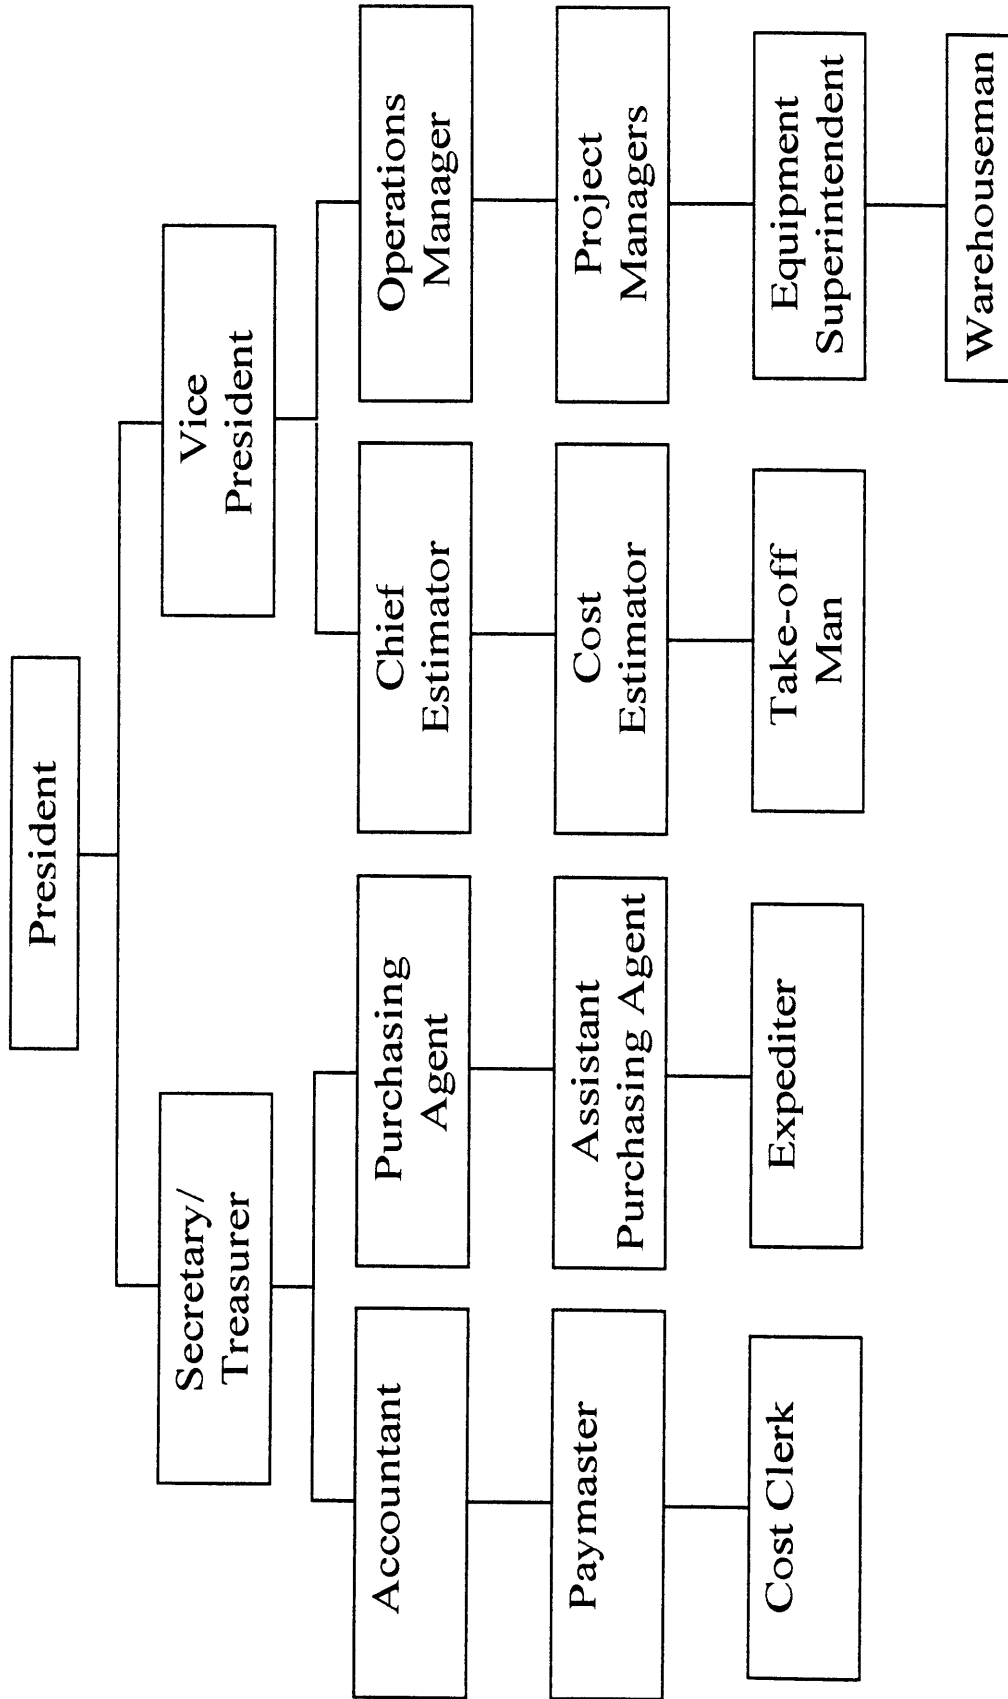 President
Secretary/
Treasurer
Vice
President
Accountant
Purchasing
Agent
Chief
Estimator
Operations
Manager
Paymaster
Assistant
Purchasing Agent
Cost
Estimator
Project
Managers
Cost Clerk
Expediter
Take-off
Man
Equipment
Superintendent
Warehouseman